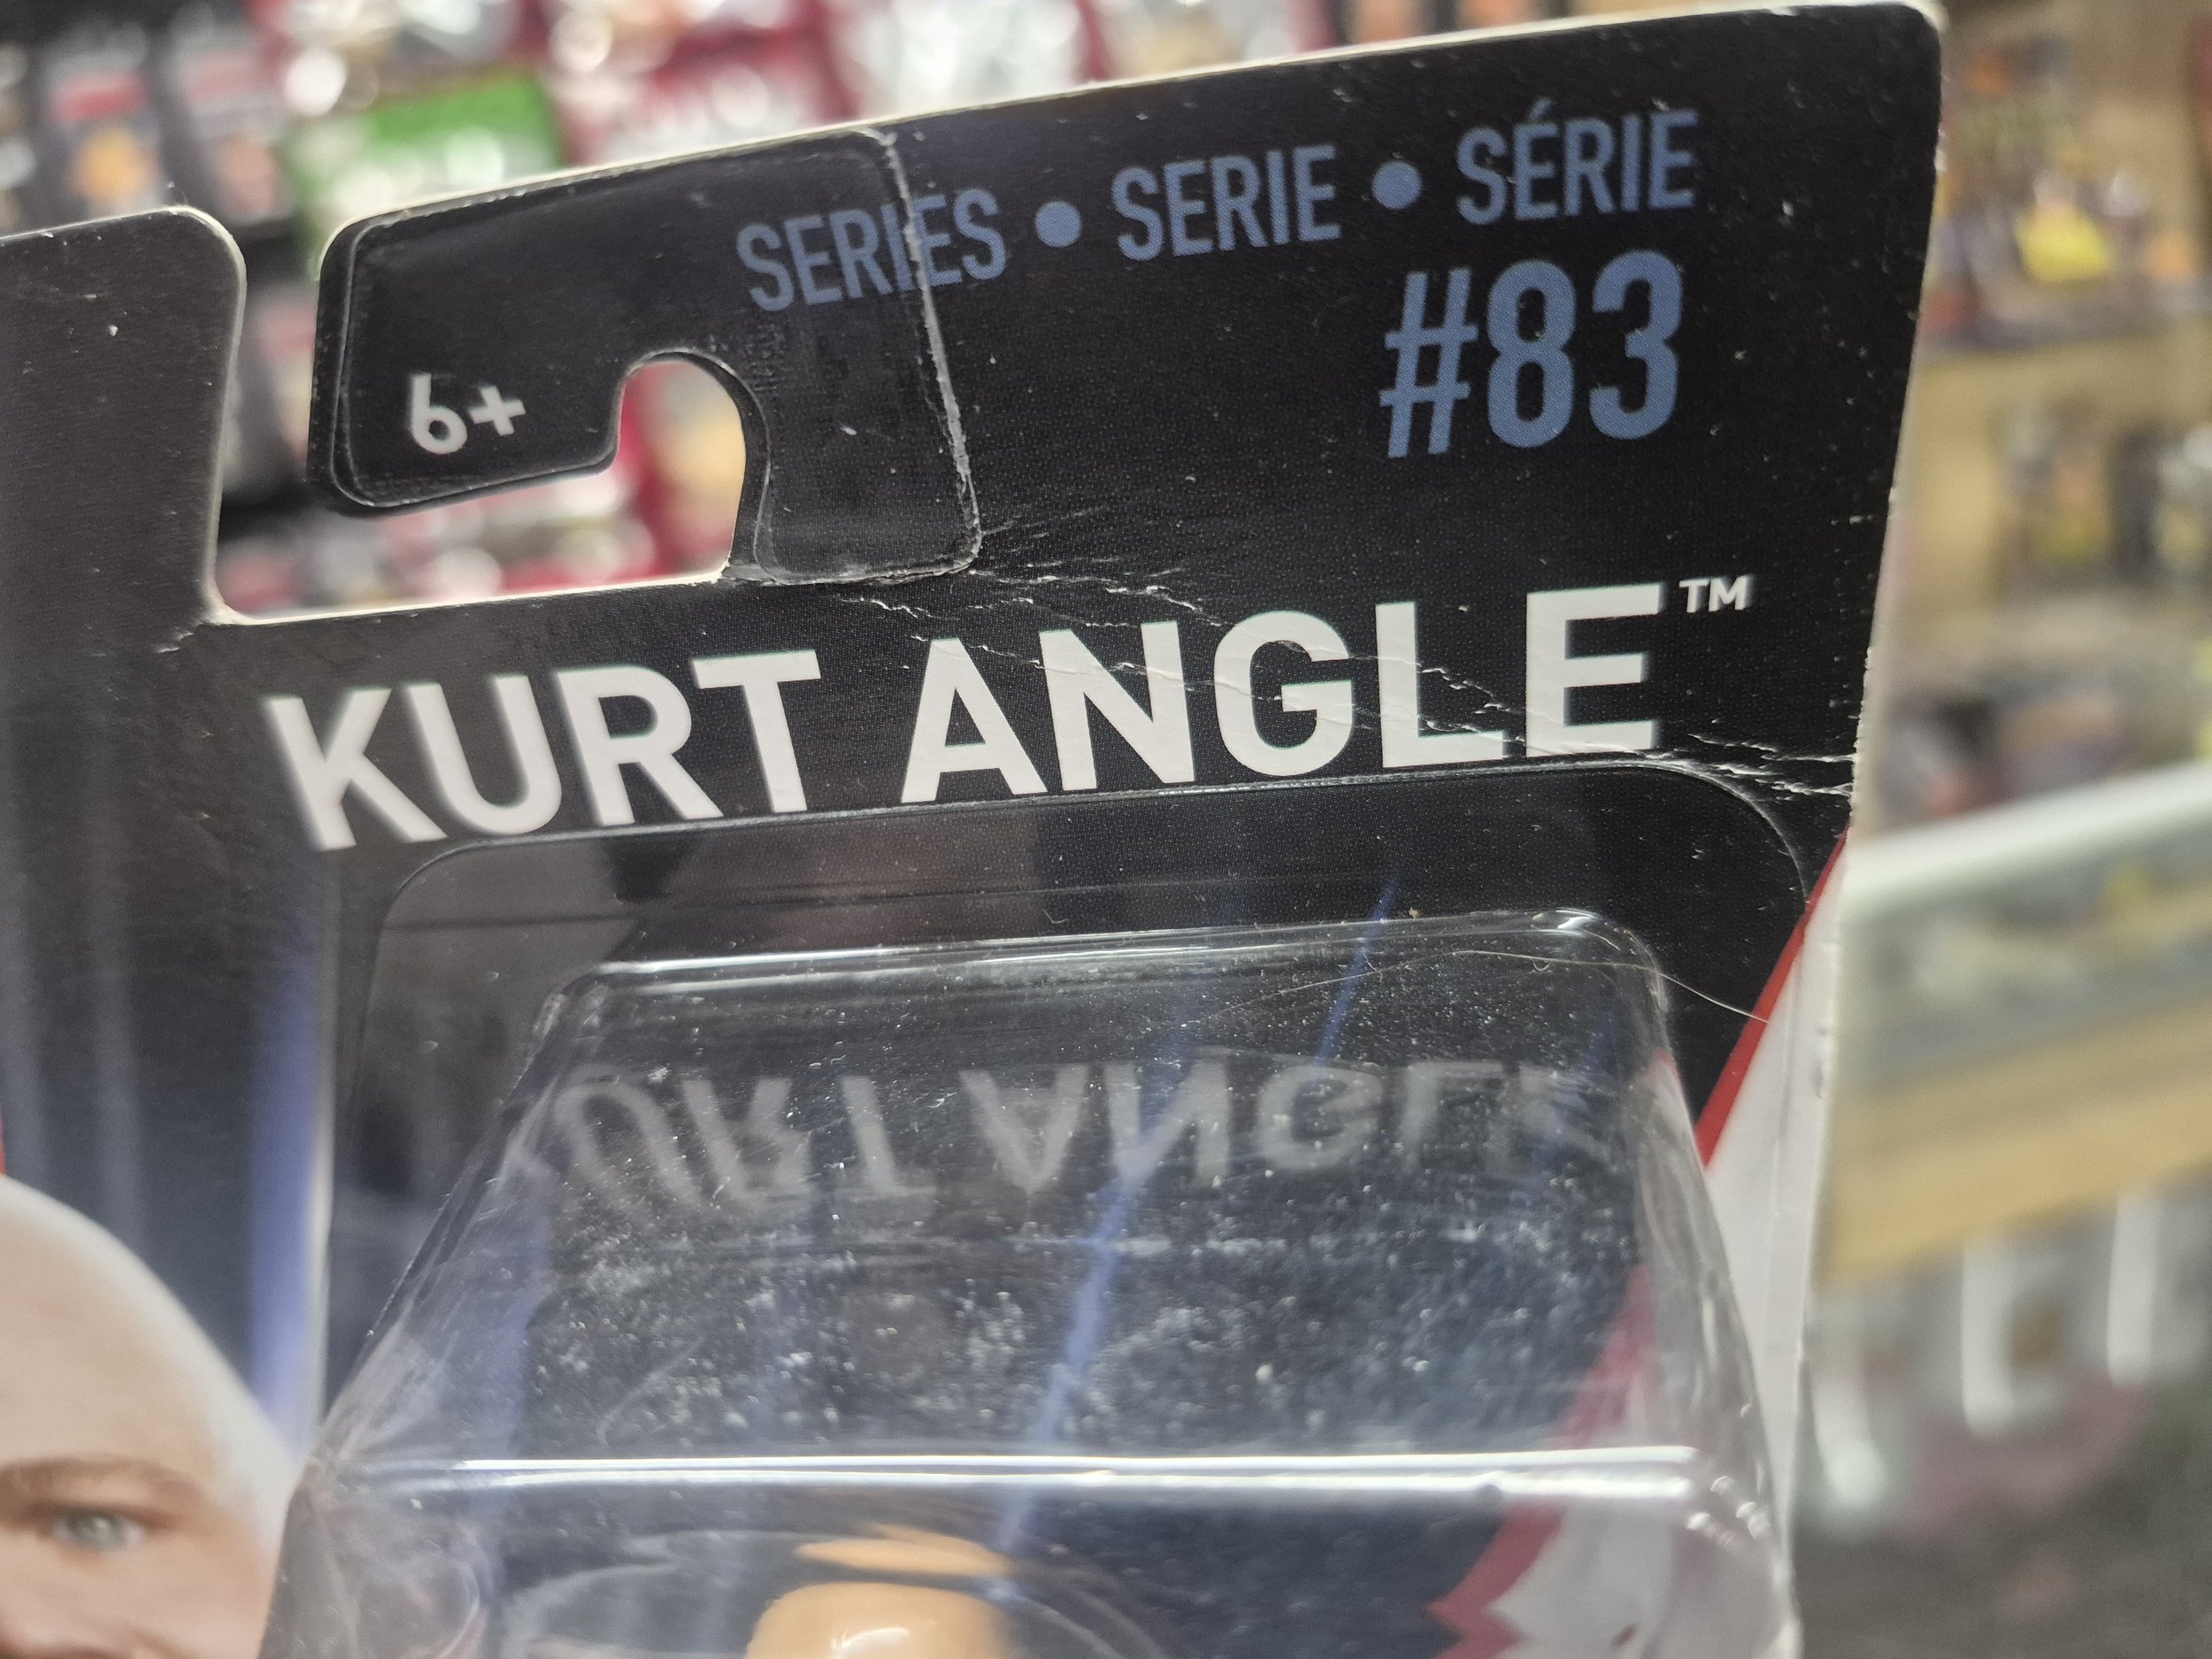 SERIES • SERIE • SÉRIE
#83
6+
KURT ANGLE™